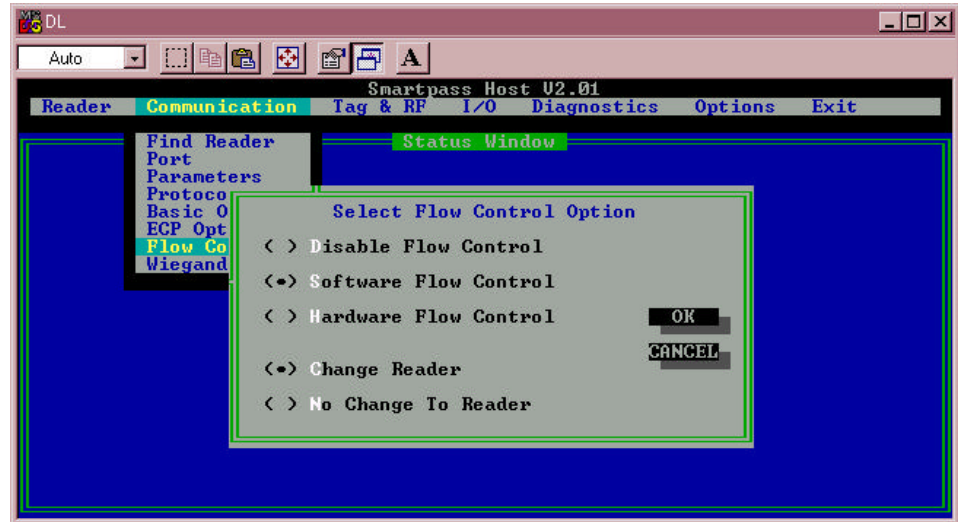 DL
Auto A
Smartpass Host V2.01
Reader Communication Tag & RF I/O Diagnostics Options Exit
Status Window
Find Reader
Port
Parameters
Protoco
Basic O
ECP Opt
Flow Co
Wiegand
Select Flow Control Option
( ) Disable Flow Control
(•) Software Flow Control
( ) Hardware Flow Control
OK
CANCEL
(•) Change Reader
( ) No Change To Reader